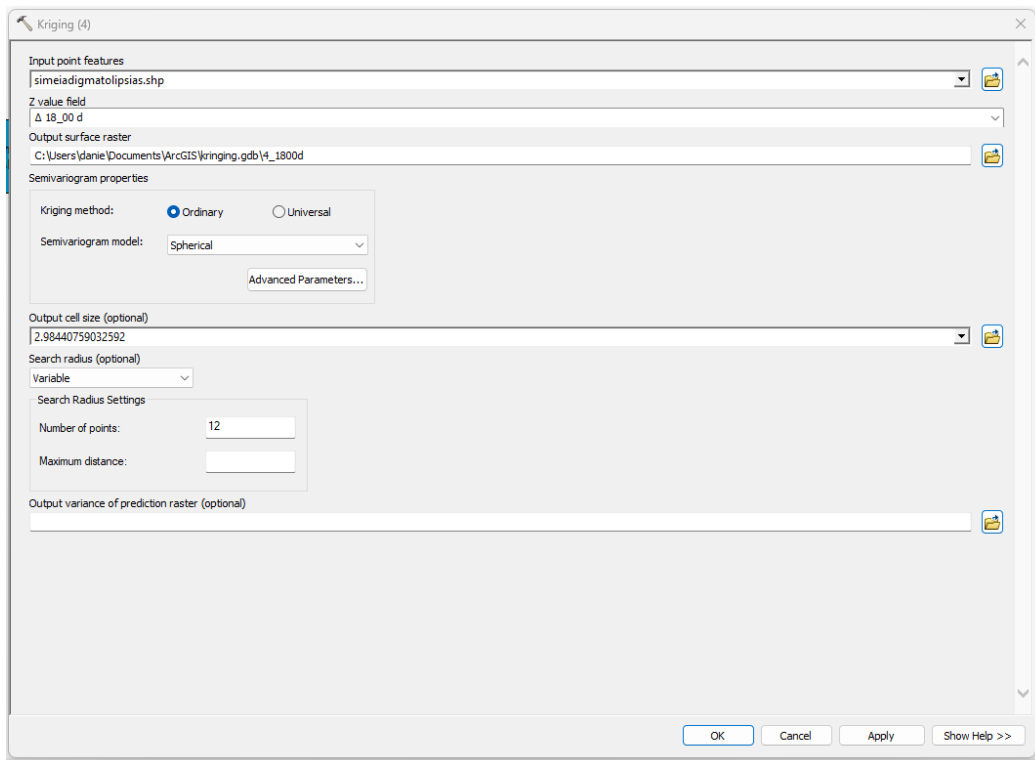 Kriging (4)
Input point features
simeiadigmatolipsias.shp
Z value field
Δ 18_00 d
Output surface raster
C:\Users\danie\Documents\ArcGIS\kringing.gdb\4_1800d
Semivariogram properties
Kriging method: Ordinary Universal
Semivariogram model: Spherical
Advanced Parameters...
Output cell size (optional)
2.98440759032592
Search radius (optional)
Variable
Search Radius Settings
Number of points: 12
Maximum distance:
Output variance of prediction raster (optional)
OK Cancel Apply Show Help >>